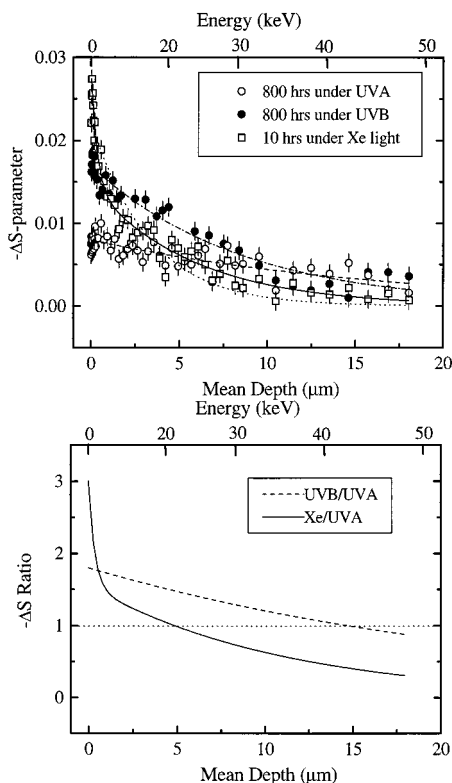 Energy (keV)
0 20 30 40 50
0.03
0.02
0.01
0.00
-ΔS-parameter
800 hrs under UVA
800 hrs under UVB
10 hrs under Xe light
0 5 10 15 20
Mean Depth (μm)
Energy (keV)
0 20 30 40 50
3
2
1
0
-ΔS Ratio
UVB/UVA
Xe/UVA
0 5 10 15 20
Mean Depth (μm)